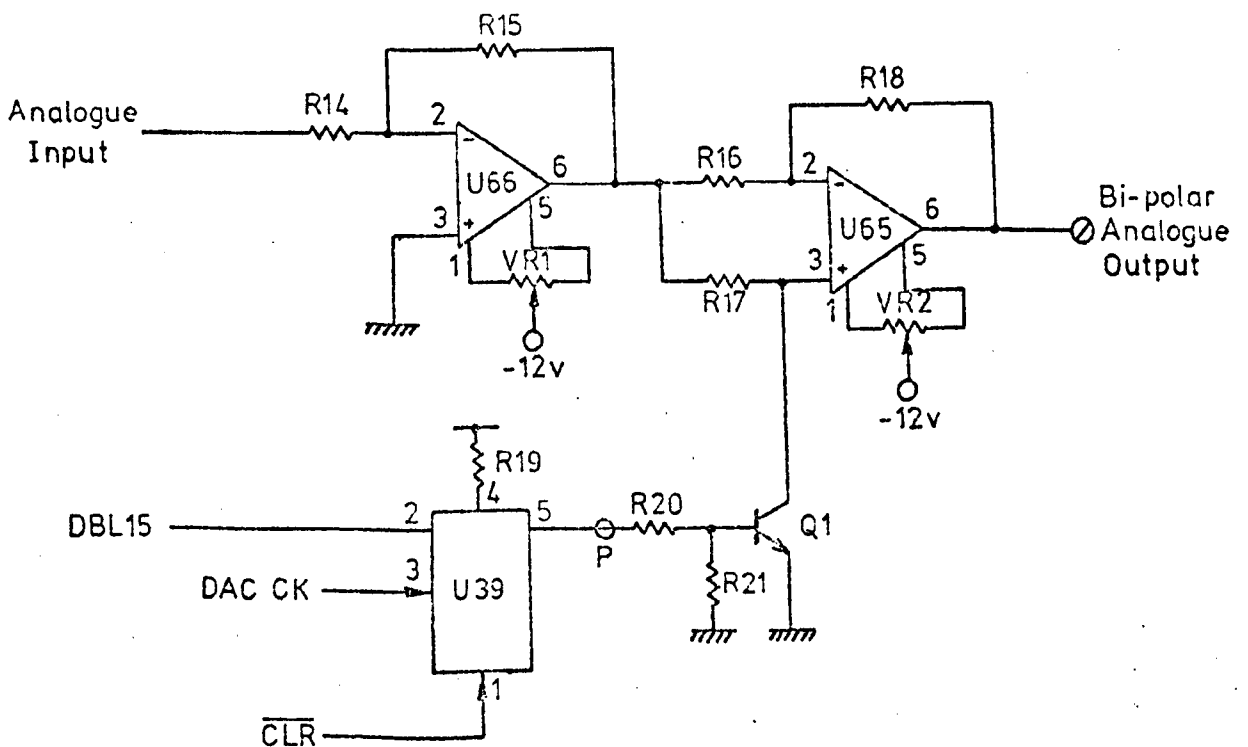 R15
R14
Analogue
Input
2
-
U66
6
3
+
5
1
VR1
-12v
R18
R16
2
-
U65
6
Bi-polar
Analogue
Output
R17
3
+
5
1
VR2
-12v
R19
4
DBL15
2
5
P
R20
Q1
DAC CK
3
U39
R21
1
CLR